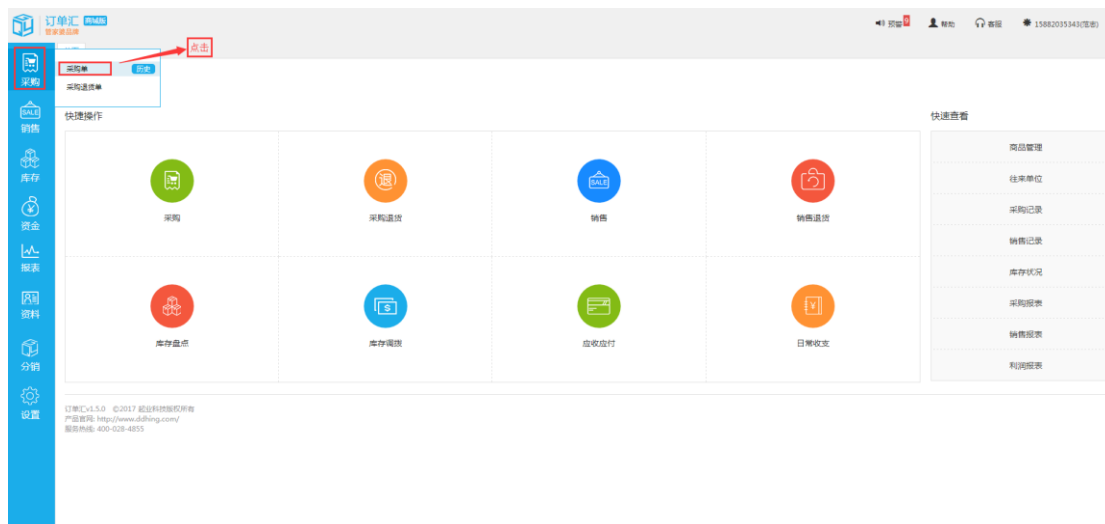 订单汇 商城版
管家婆品牌
预警 9
帮助
客服
15882035343(范忠)
点击
采购
采购单
历史
采购退货单
销售
库存
资金
报表
资料
分销
设置
快捷操作
采购
采购退货
SALE
销售
销售退货
库存盘点
库存调拨
应收应付
日常收支
快速查看
商品管理
往来单位
采购记录
销售记录
库存状况
采购报表
销售报表
利润报表
订单汇v1.5.0 ©2017 超业科技版权所有
产品官网: http://www.ddhing.com/
服务热线: 400-028-4855